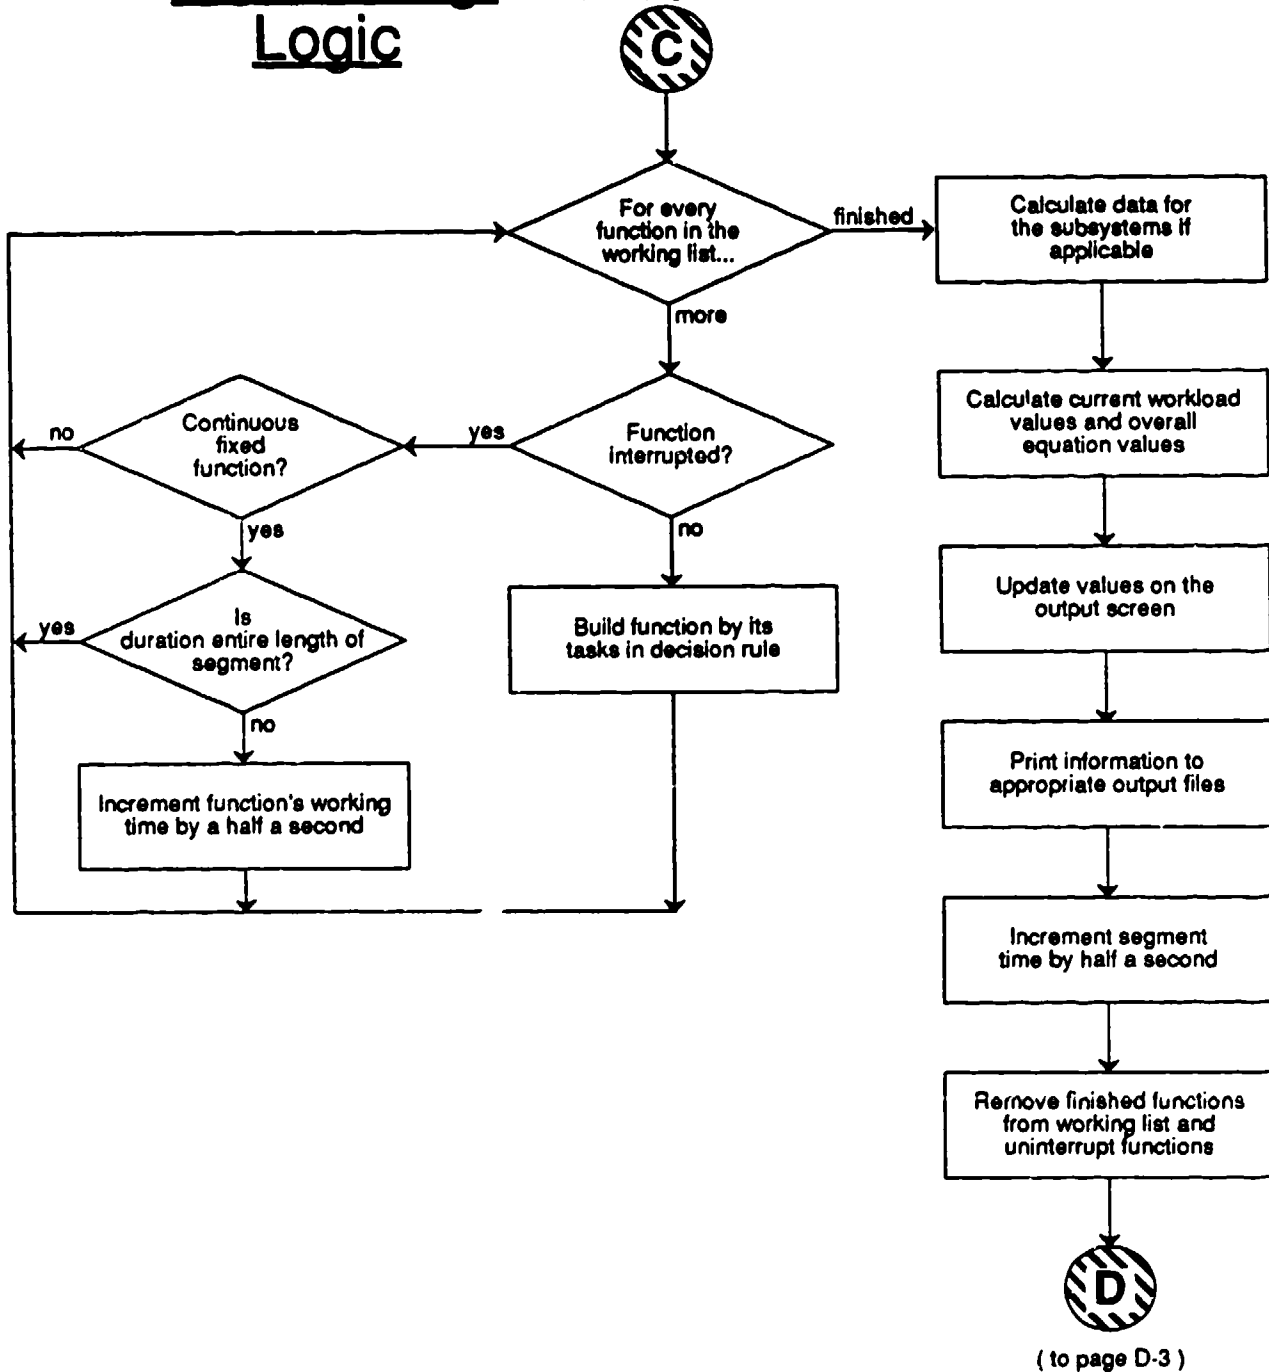 Logic
C
For every
function in the
working list...
finished
Calculate data for
the subsystems if
applicable
more
Continuous
fixed
function?
no
yes
Function
interrupted?
Calculate current workload
values and overall
equation values
yes
no
Is
duration entire length of
segment?
yes
Build function by its
tasks in decision rule
Update values on the
output screen
no
Increment function's working
time by a half a second
Print information to
appropriate output files
Increment segment
time by half a second
Remove finished functions
from working list and
uninterrupt functions
D
( to page D-3 )